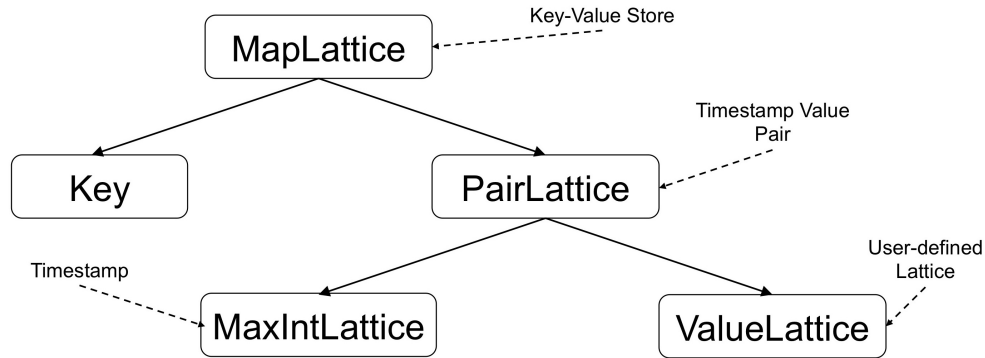 Key-Value Store
MapLattice
Timestamp Value
Pair
Key
PairLattice
User-defined
Lattice
Timestamp
MaxIntLattice
ValueLattice